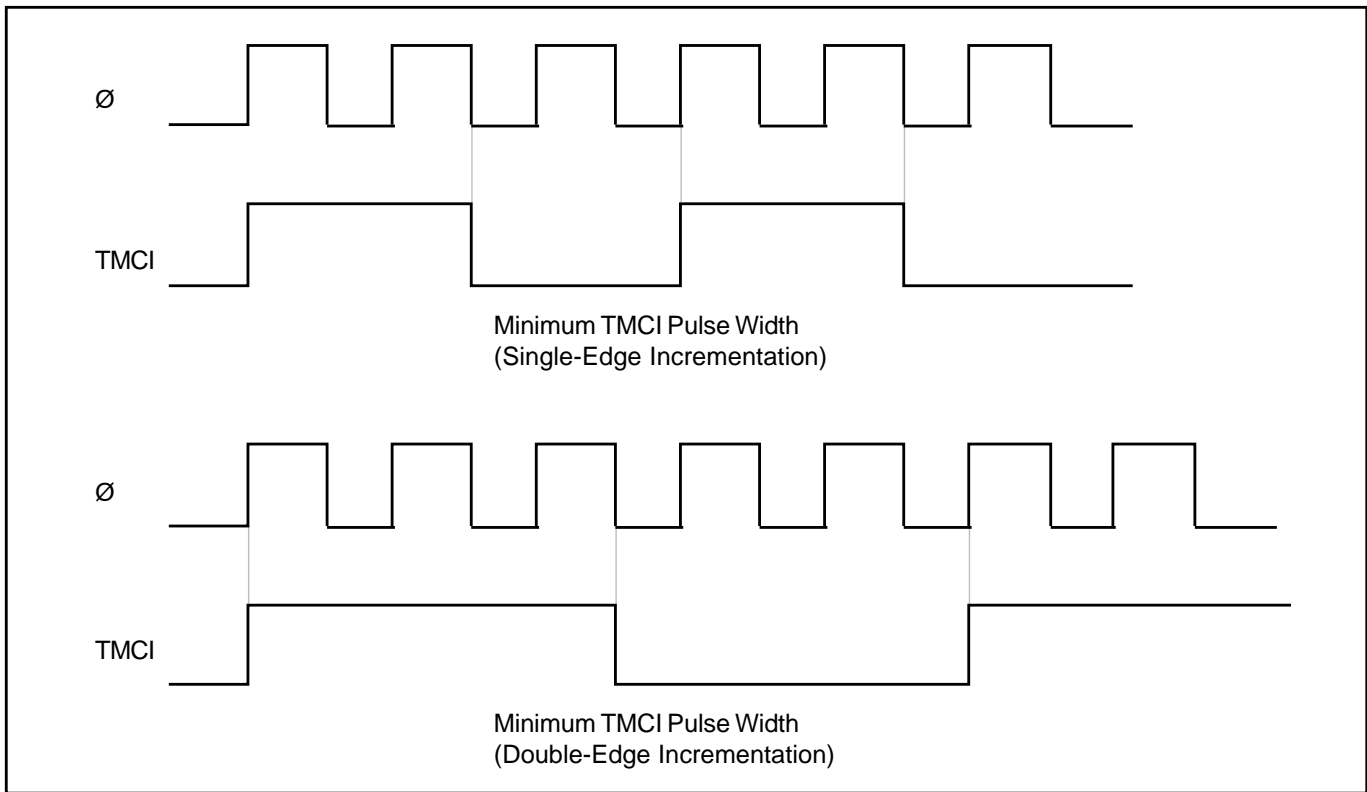 Ø
TMCI
Minimum TMCI Pulse Width
(Single-Edge Incrementation)
Ø
TMCI
Minimum TMCI Pulse Width
(Double-Edge Incrementation)